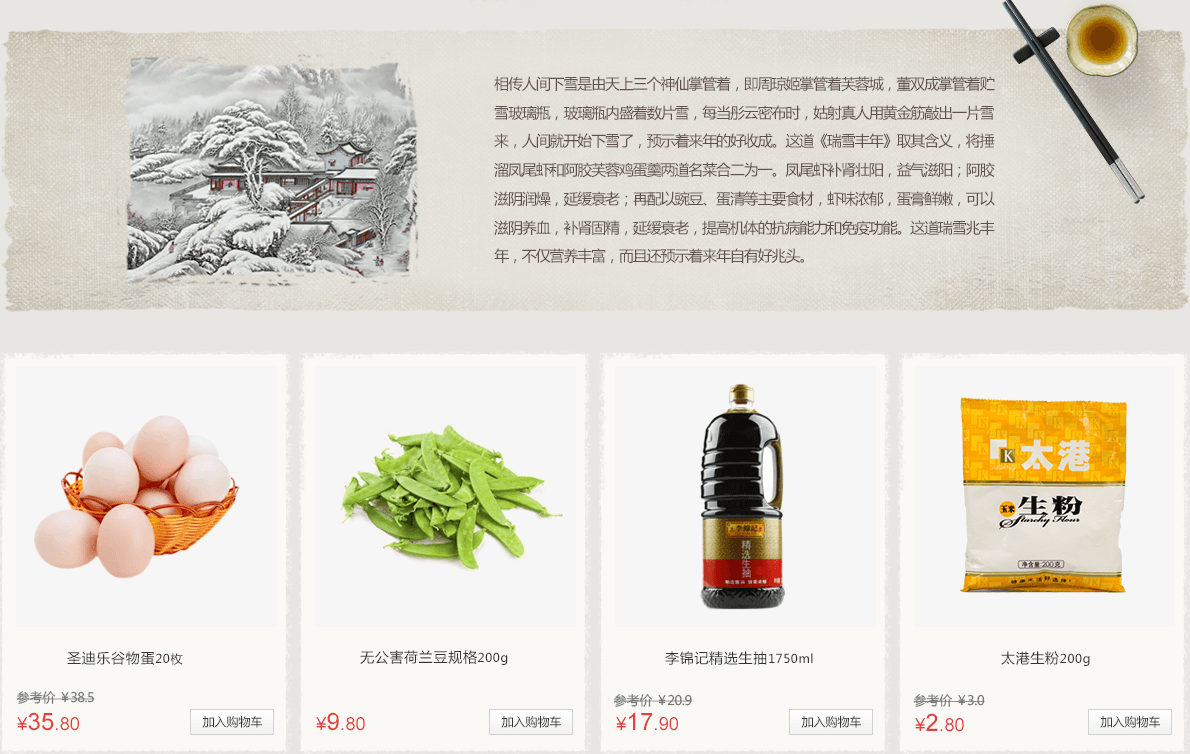 相传人间下雪是由天上三个神仙掌管着，即周琼姬掌管着芙蓉城，董双成掌管着贮
雪玻璃瓶，玻璃瓶内盛着数片雪，每当彤云密布时，姑射真人用黄金筋敲出一片雪
来，人间就开始下雪了，预示着来年的好收成。这道《瑞雪丰年》取其含义，将捶
溜凤尾虾和阿胶芙蓉鸡蛋羹两道名菜合二为一。凤尾虾补肾壮阳，益气滋阳；阿胶
滋阴润燥，延缓衰老；再配以豌豆、蛋清等主要食材，虾味浓郁，蛋膏鲜嫩，可以
滋阴养血，补肾固精，延缓衰老，提高机体的抗病能力和免疫功能。这道瑞雪兆丰
年，不仅营养丰富，而且还预示着来年自有好兆头。
李锦记
精选生抽
K 太港
玉米 生粉
Starchy Flour
净含量:200克
圣迪乐谷物蛋20枚
无公害荷兰豆规格200g
李锦记精选生抽1750ml
太港生粉200g
参考价 ¥38.5
参考价 ¥20.9
参考价 ¥3.0
¥35.80
加入购物车
¥9.80
加入购物车
¥17.90
加入购物车
¥2.80
加入购物车